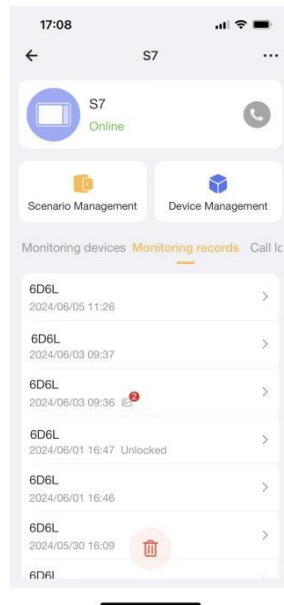 17:08
S7
S7
Online
Scenario Management
Device Management
Monitoring devices Monitoring records Call lo
6D6L
2024/06/05 11:26
6D6L
2024/06/03 09:37
6D6L
2024/06/03 09:36 2
6D6L
2024/06/01 16:47 Unlocked
6D6L
2024/06/01 16:46
6D6L
2024/05/30 16:09
6D6L